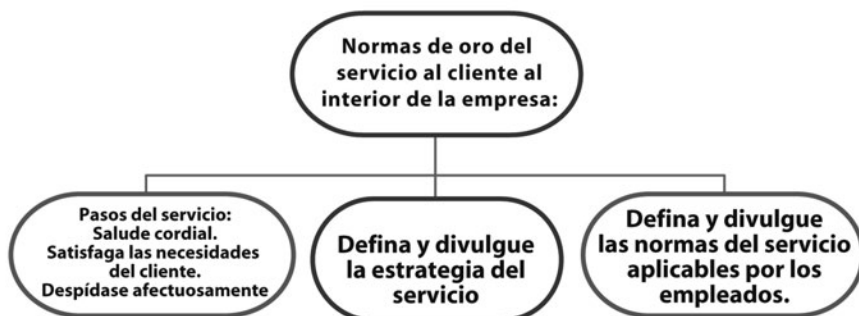 Normas de oro del
servicio al cliente al
interior de la empresa:
Pasos del servicio:
Salude cordial.
Satisfaga las necesidades
del cliente.
Despídase afectuosamente
Defina y divulgue
la estrategia del
servicio
Defina y divulgue
las normas del servicio
aplicables por los
empleados.